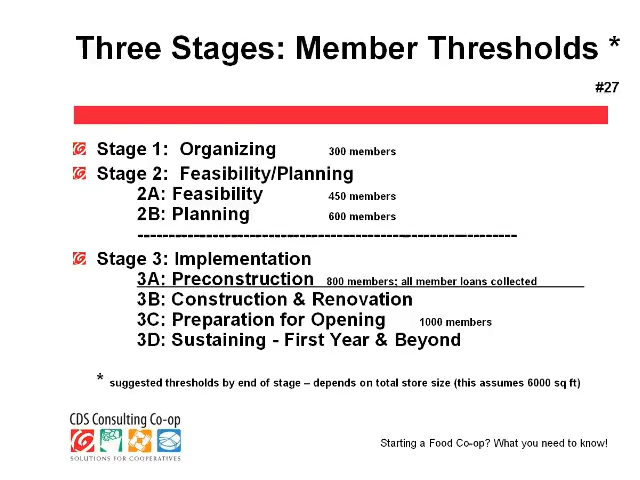 Three Stages: Member Thresholds *
#27
Stage 1: Organizing 300 members
Stage 2: Feasibility/Planning
2A: Feasibility 450 members
2B: Planning 600 members
--------------------------------------------------------------
Stage 3: Implementation
3A: Preconstruction 800 members; all member loans collected
3B: Construction & Renovation
3C: Preparation for Opening 1000 members
3D: Sustaining - First Year & Beyond
* suggested thresholds by end of stage – depends on total store size (this assumes 6000 sq ft)
CDS Consulting Co-op
SOLUTIONS FOR COOPERATIVES
Starting a Food Co-op? What you need to know!